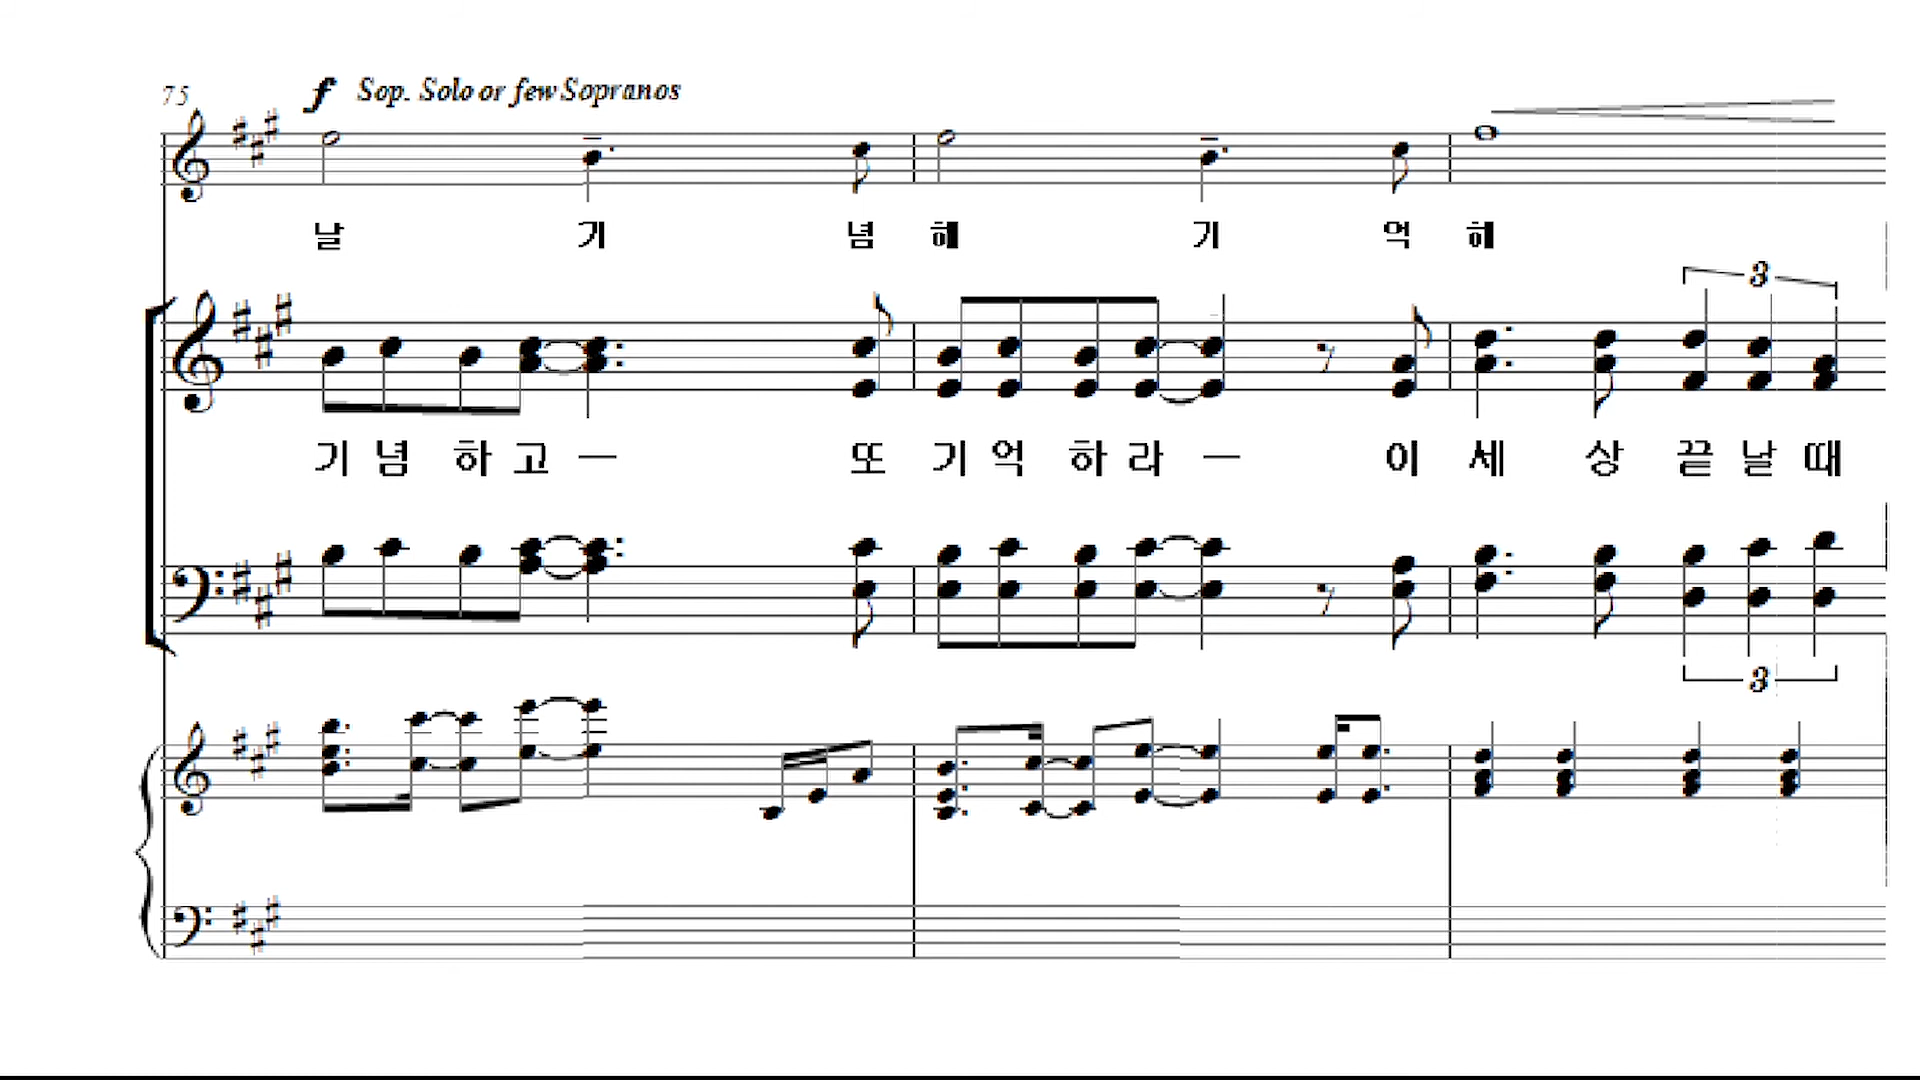 75 f Sop. Solo or few Sopranos
날 기 념 해 기 억 해
3
기 념 하 고 — 또 기 억 하 라 — 이 세 상 끝 날 때
3